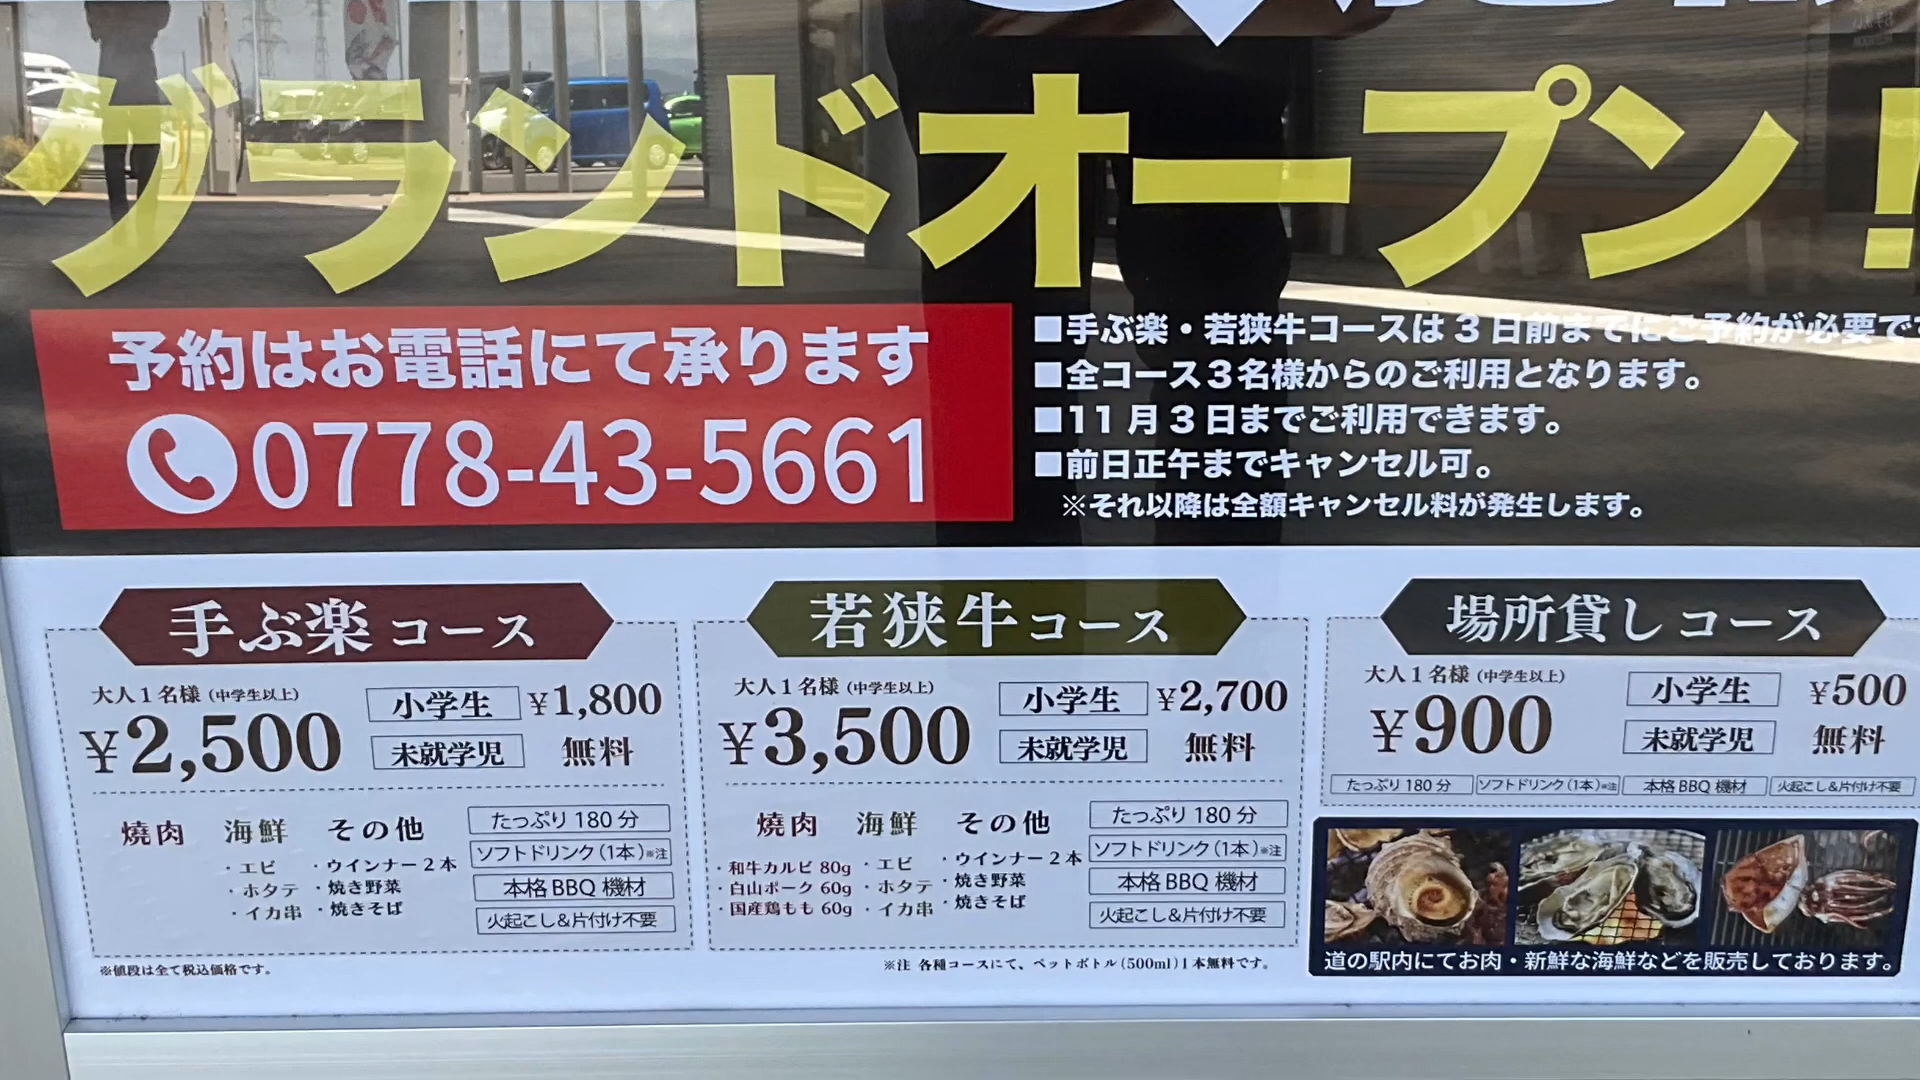 グランドオープン!
予約はお電話にて承ります
0778-43-5661
■手ぶ楽・若狭牛コースは3日前までにご予約が必要で
■全コース3名様からのご利用となります。
■11月3日までご利用できます。
■前日正午までキャンセル可。
※それ以降は全額キャンセル料が発生します。
手ぶ楽コース
大人1名様(中学生以上)
¥2,500
小学生 ¥1,800
未就学児 無料
焼肉 海鮮 その他
・エビ ・ウインナー2本
・ホタテ ・焼き野菜
・イカ串 ・焼きそば
たっぷり180分
ソフトドリンク(1本)※注
本格BBQ機材
火起こし&片付け不要
※値段は全て税込価格です。
若狭牛コース
大人1名様(中学生以上)
¥3,500
小学生 ¥2,700
未就学児 無料
焼肉 海鮮 その他
・和牛カルビ 80g ・エビ ・ウインナー2本
・白山ポーク 60g ・ホタテ ・焼き野菜
・国産鶏もも 60g ・イカ串 ・焼きそば
たっぷり180分
ソフトドリンク(1本)※注
本格BBQ機材
火起こし&片付け不要
※注 各種コースにて、ペットボトル(500ml)1本無料です。
場所貸しコース
大人1名様(中学生以上)
¥900
小学生 ¥500
未就学児 無料
たっぷり180分 ソフトドリンク(1本)※注 本格BBQ機材 火起こし&片付け不要
道の駅内にてお肉・新鮮な海鮮などを販売しております。